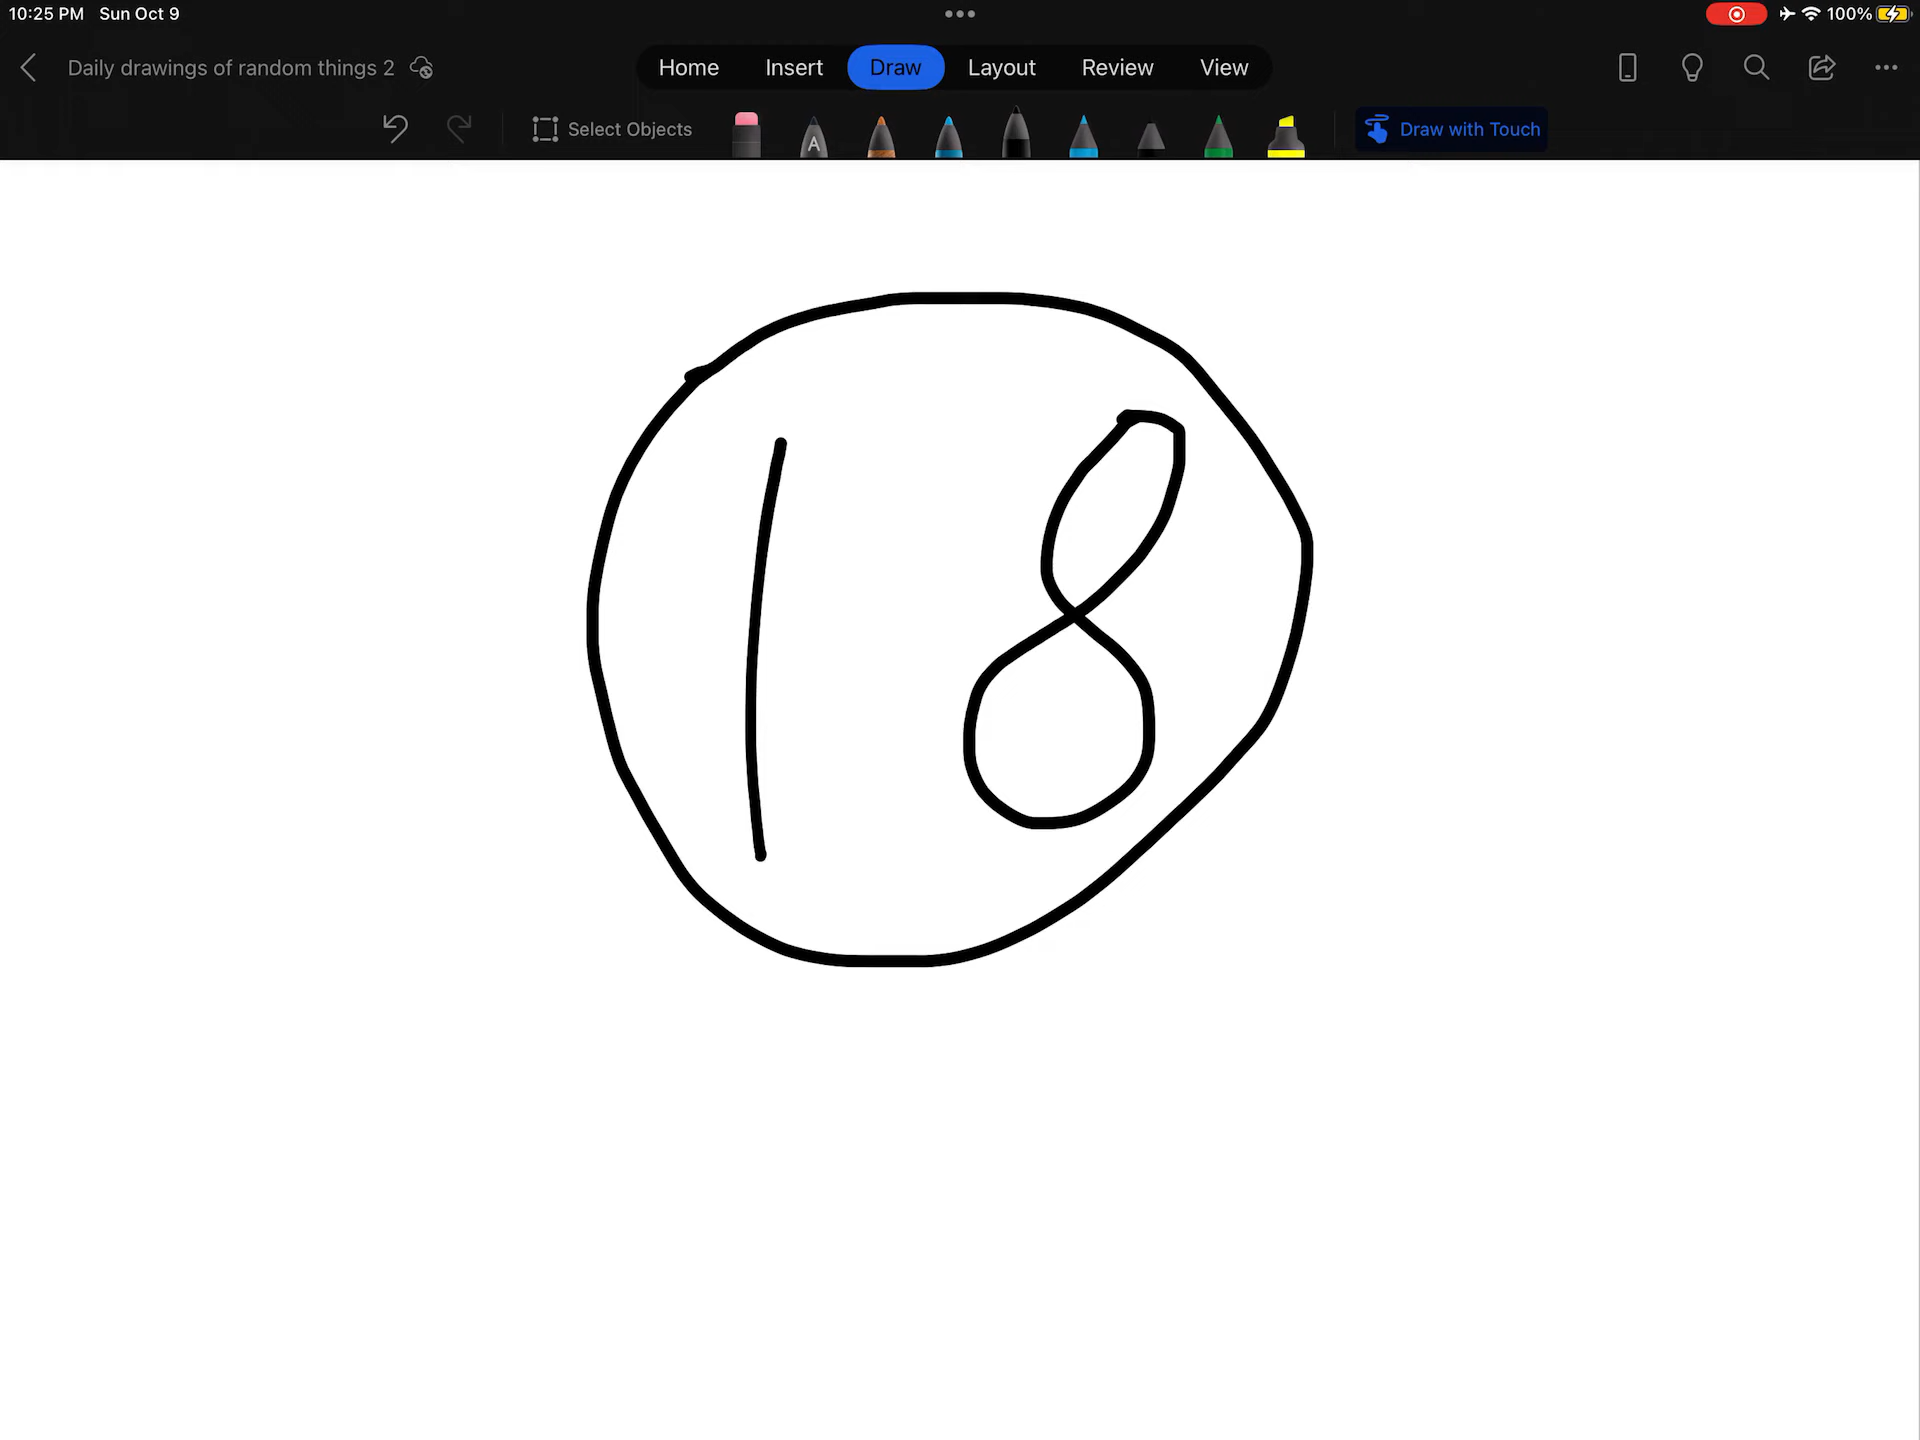 10:25 PM Sun Oct 9
100%
Daily drawings of random things 2
Home Insert Draw Layout Review View
Select Objects A Draw with Touch
18